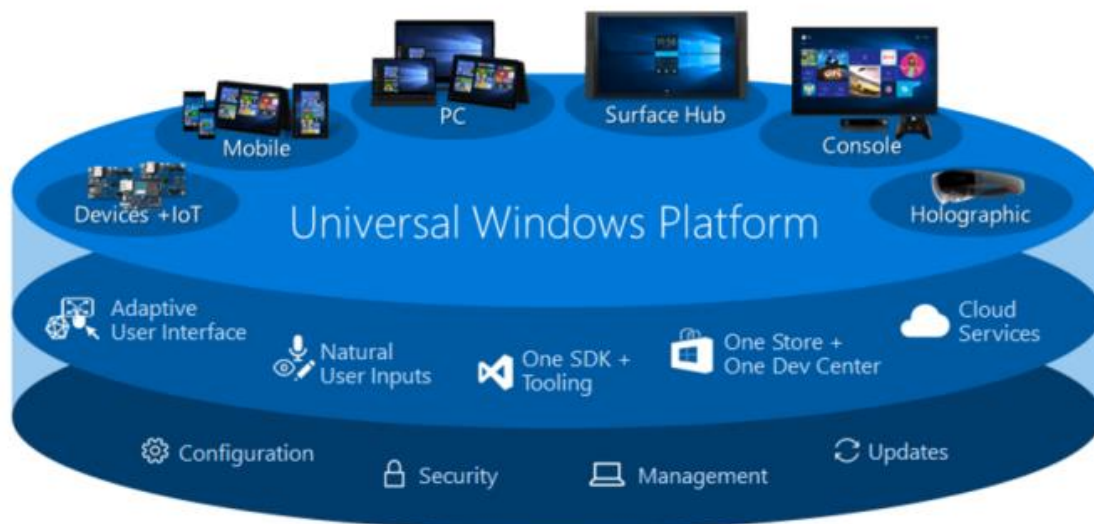 PC
Surface Hub
Mobile
Console
Devices +IoT
Holographic
Universal Windows Platform
Adaptive
User Interface
Natural
User Inputs
One SDK +
Tooling
One Store +
One Dev Center
Cloud
Services
Configuration
Security
Management
Updates